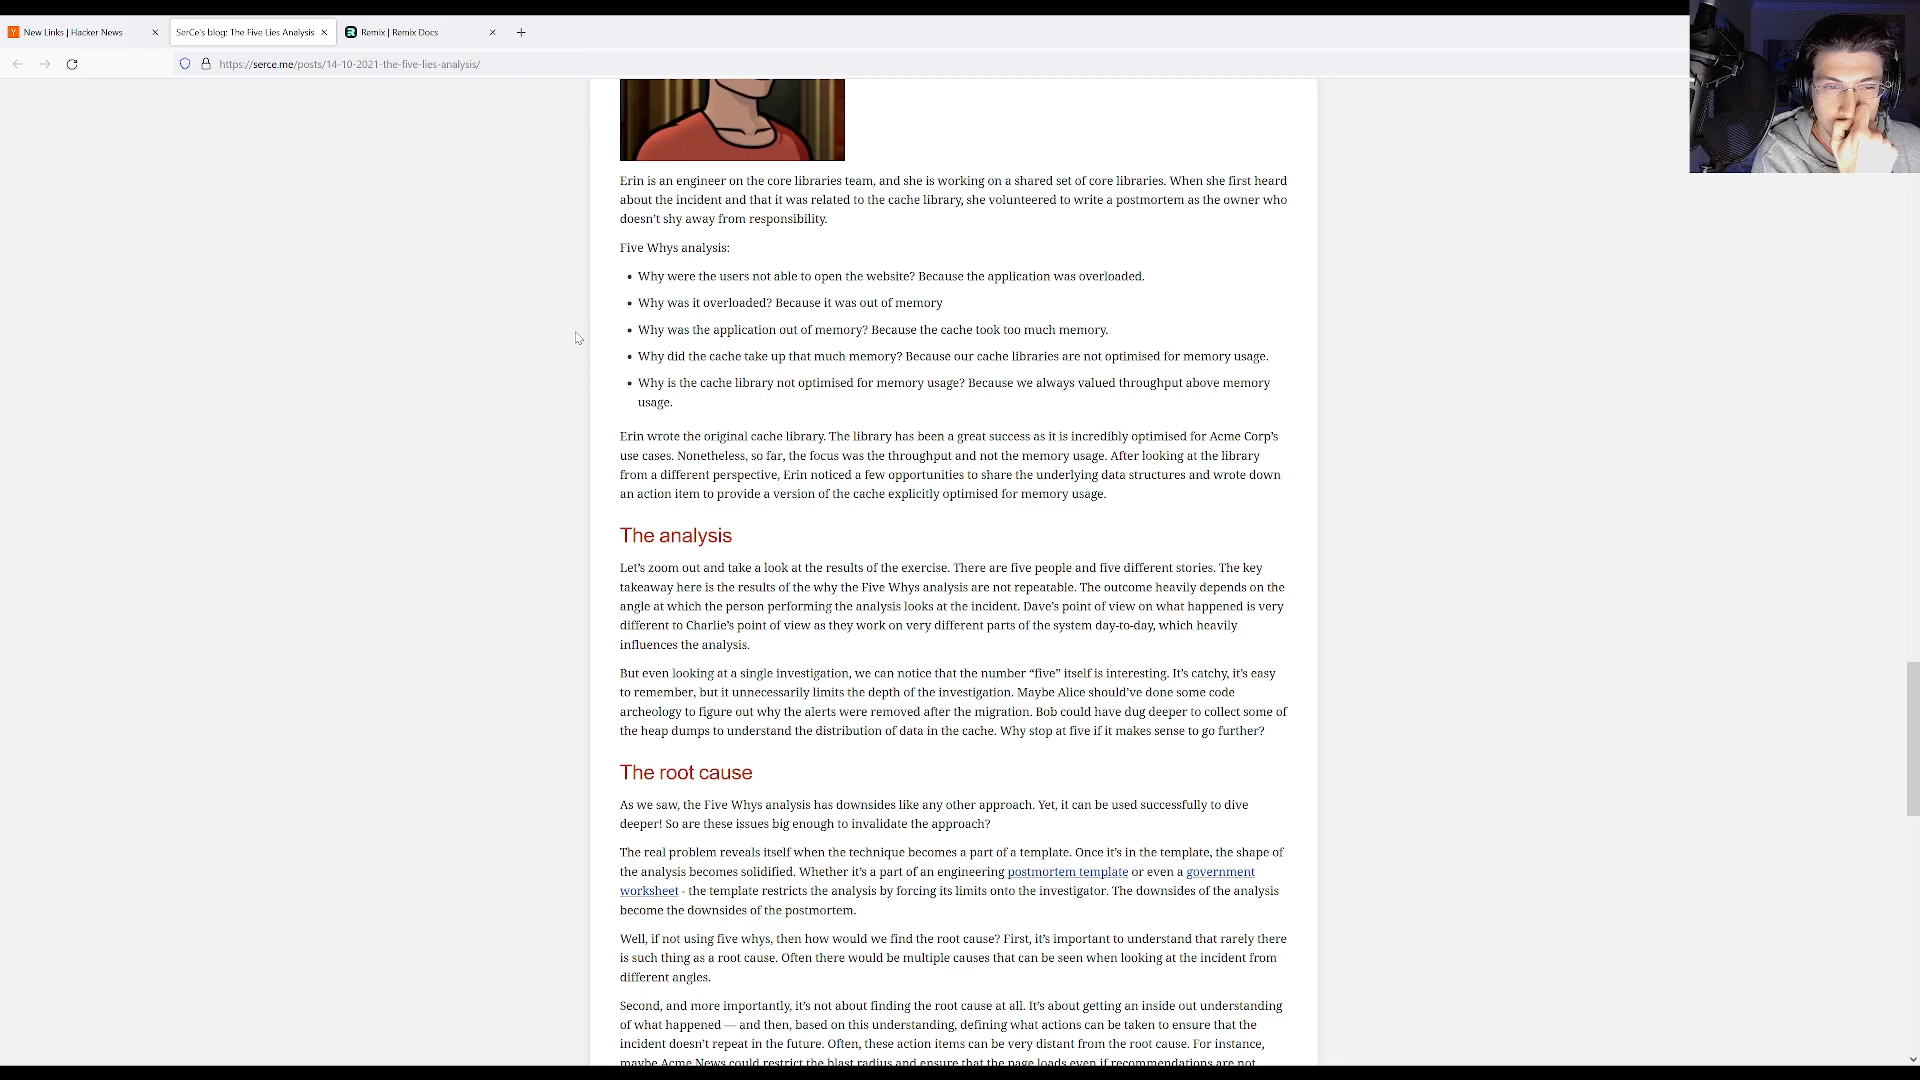 New Links | Hacker News
SerCe's blog: The Five Lies Analysis
Remix | Remix Docs
https://serce.me/posts/14-10-2021-the-five-lies-analysis/
Erin is an engineer on the core libraries team, and she is working on a shared set of core libraries. When she first heard
about the incident and that it was related to the cache library, she volunteered to write a postmortem as the owner who
doesn’t shy away from responsibility.
Five Whys analysis:
• Why were the users not able to open the website? Because the application was overloaded.
• Why was it overloaded? Because it was out of memory
• Why was the application out of memory? Because the cache took too much memory.
• Why did the cache take up that much memory? Because our cache libraries are not optimised for memory usage.
• Why is the cache library not optimised for memory usage? Because we always valued throughput above memory
usage.
Erin wrote the original cache library. The library has been a great success as it is incredibly optimised for Acme Corp’s
use cases. Nonetheless, so far, the focus was the throughput and not the memory usage. After looking at the library
from a different perspective, Erin noticed a few opportunities to share the underlying data structures and wrote down
an action item to provide a version of the cache explicitly optimised for memory usage.
The analysis
Let’s zoom out and take a look at the results of the exercise. There are five people and five different stories. The key
takeaway here is the results of the why the Five Whys analysis are not repeatable. The outcome heavily depends on the
angle at which the person performing the analysis looks at the incident. Dave’s point of view on what happened is very
different to Charlie’s point of view as they work on very different parts of the system day-to-day, which heavily
influences the analysis.
But even looking at a single investigation, we can notice that the number “five” itself is interesting. It’s catchy, it’s easy
to remember, but it unnecessarily limits the depth of the investigation. Maybe Alice should’ve done some code
archeology to figure out why the alerts were removed after the migration. Bob could have dug deeper to collect some of
the heap dumps to understand the distribution of data in the cache. Why stop at five if it makes sense to go further?
The root cause
As we saw, the Five Whys analysis has downsides like any other approach. Yet, it can be used successfully to dive
deeper! So are these issues big enough to invalidate the approach?
The real problem reveals itself when the technique becomes a part of a template. Once it’s in the template, the shape of
the analysis becomes solidified. Whether it’s a part of an engineering postmortem template or even a government
worksheet - the template restricts the analysis by forcing its limits onto the investigator. The downsides of the analysis
become the downsides of the postmortem.
Well, if not using five whys, then how would we find the root cause? First, it’s important to understand that rarely there
is such thing as a root cause. Often there would be multiple causes that can be seen when looking at the incident from
different angles.
Second, and more importantly, it’s not about finding the root cause at all. It’s about getting an inside out understanding
of what happened — and then, based on this understanding, defining what actions can be taken to ensure that the
incident doesn’t repeat in the future. Often, these action items can be very distant from the root cause. For instance,
maybe Acme News could restrict the blast radius and ensure that the page loads even if recommendations are not